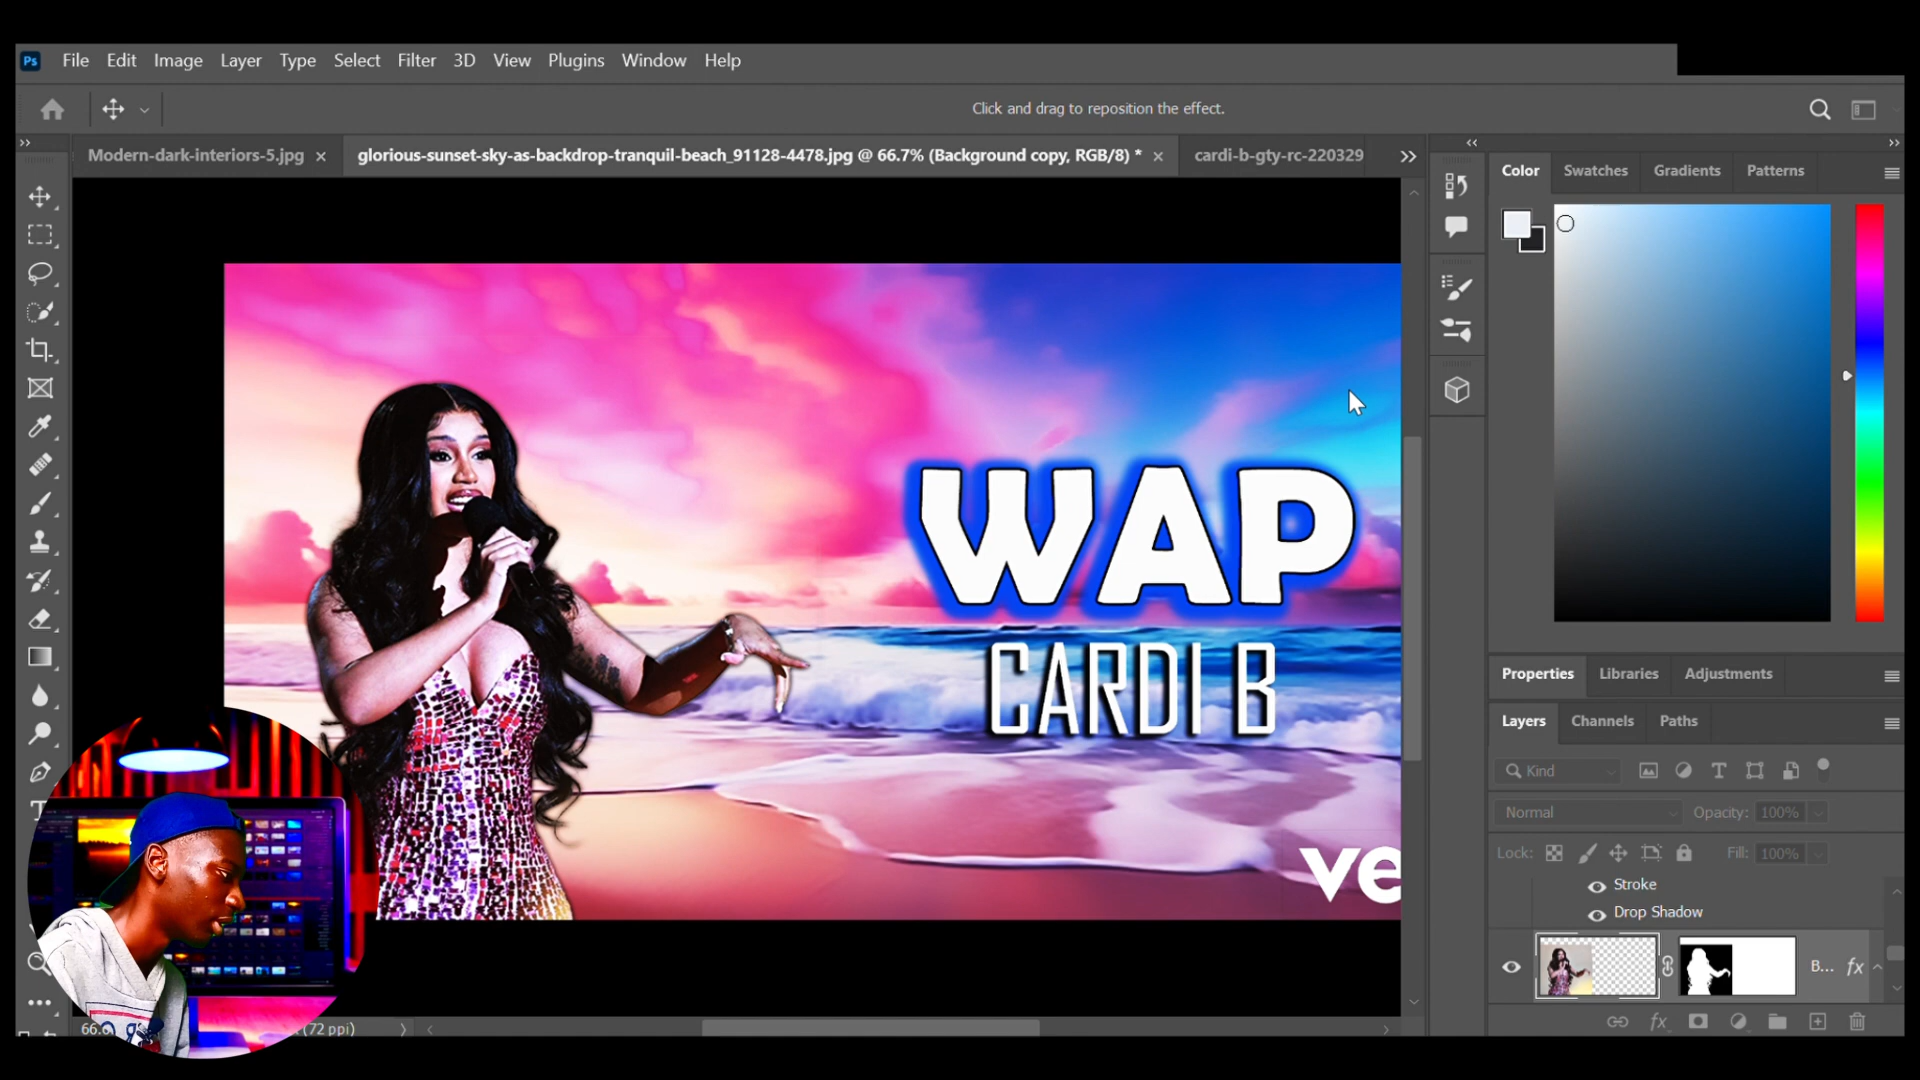 Ps File Edit Image Layer Type Select Filter 3D View Plugins Window Help
Click and drag to reposition the effect.
Modern-dark-interiors-5.jpg × glorious-sunset-sky-as-backdrop-tranquil-beach_91128-4478.jpg @ 66.7% (Background copy, RGB/8) * × cardi-b-gty-rc-220329
Color Swatches Gradients Patterns
WAP
CARDI B
ve
Properties Libraries Adjustments
Layers Channels Paths
Kind
Normal Opacity: 100%
Lock: Fill: 100%
Stroke
Drop Shadow
B... fx
fx
(72 ppi)